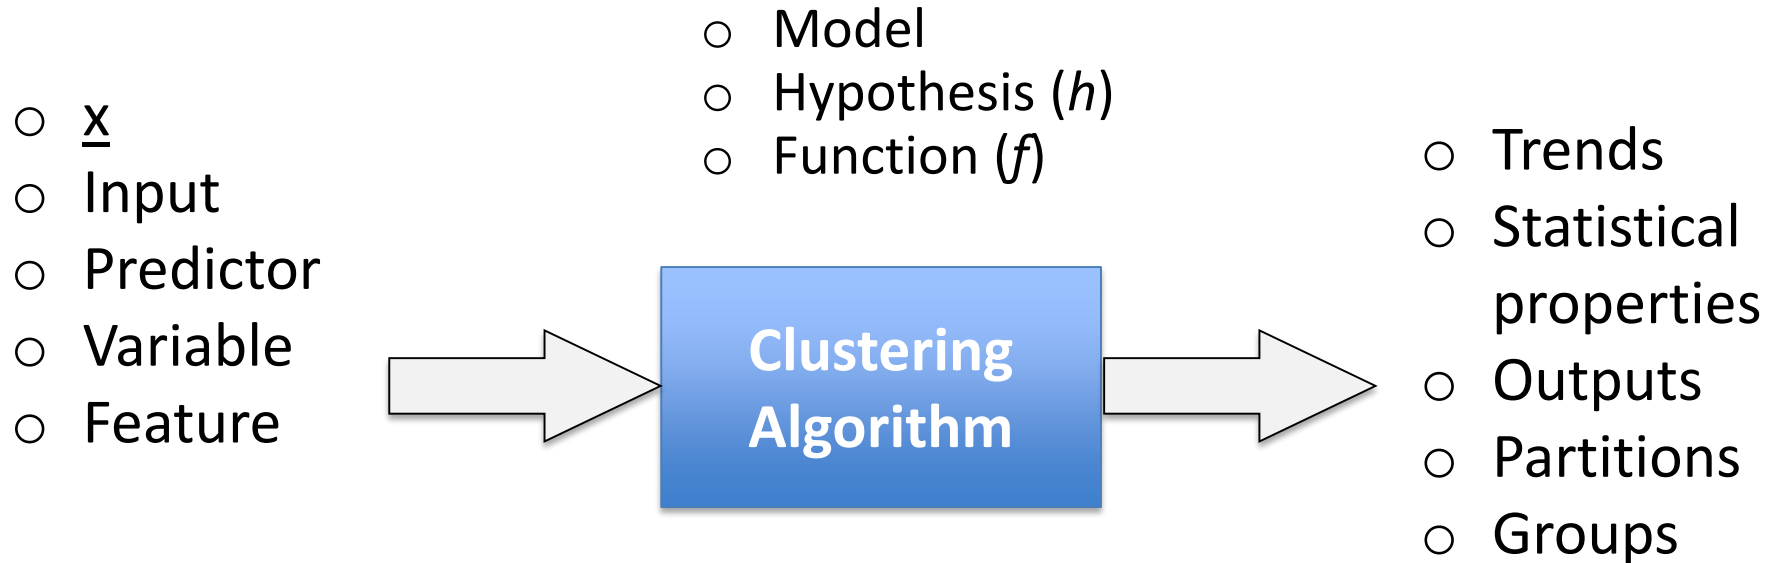 ○ x
○ Input
○ Predictor
○ Variable
○ Feature
○ Model
○ Hypothesis (h)
○ Function (f)
Clustering
Algorithm
○ Trends
○ Statistical
properties
○ Outputs
○ Partitions
○ Groups